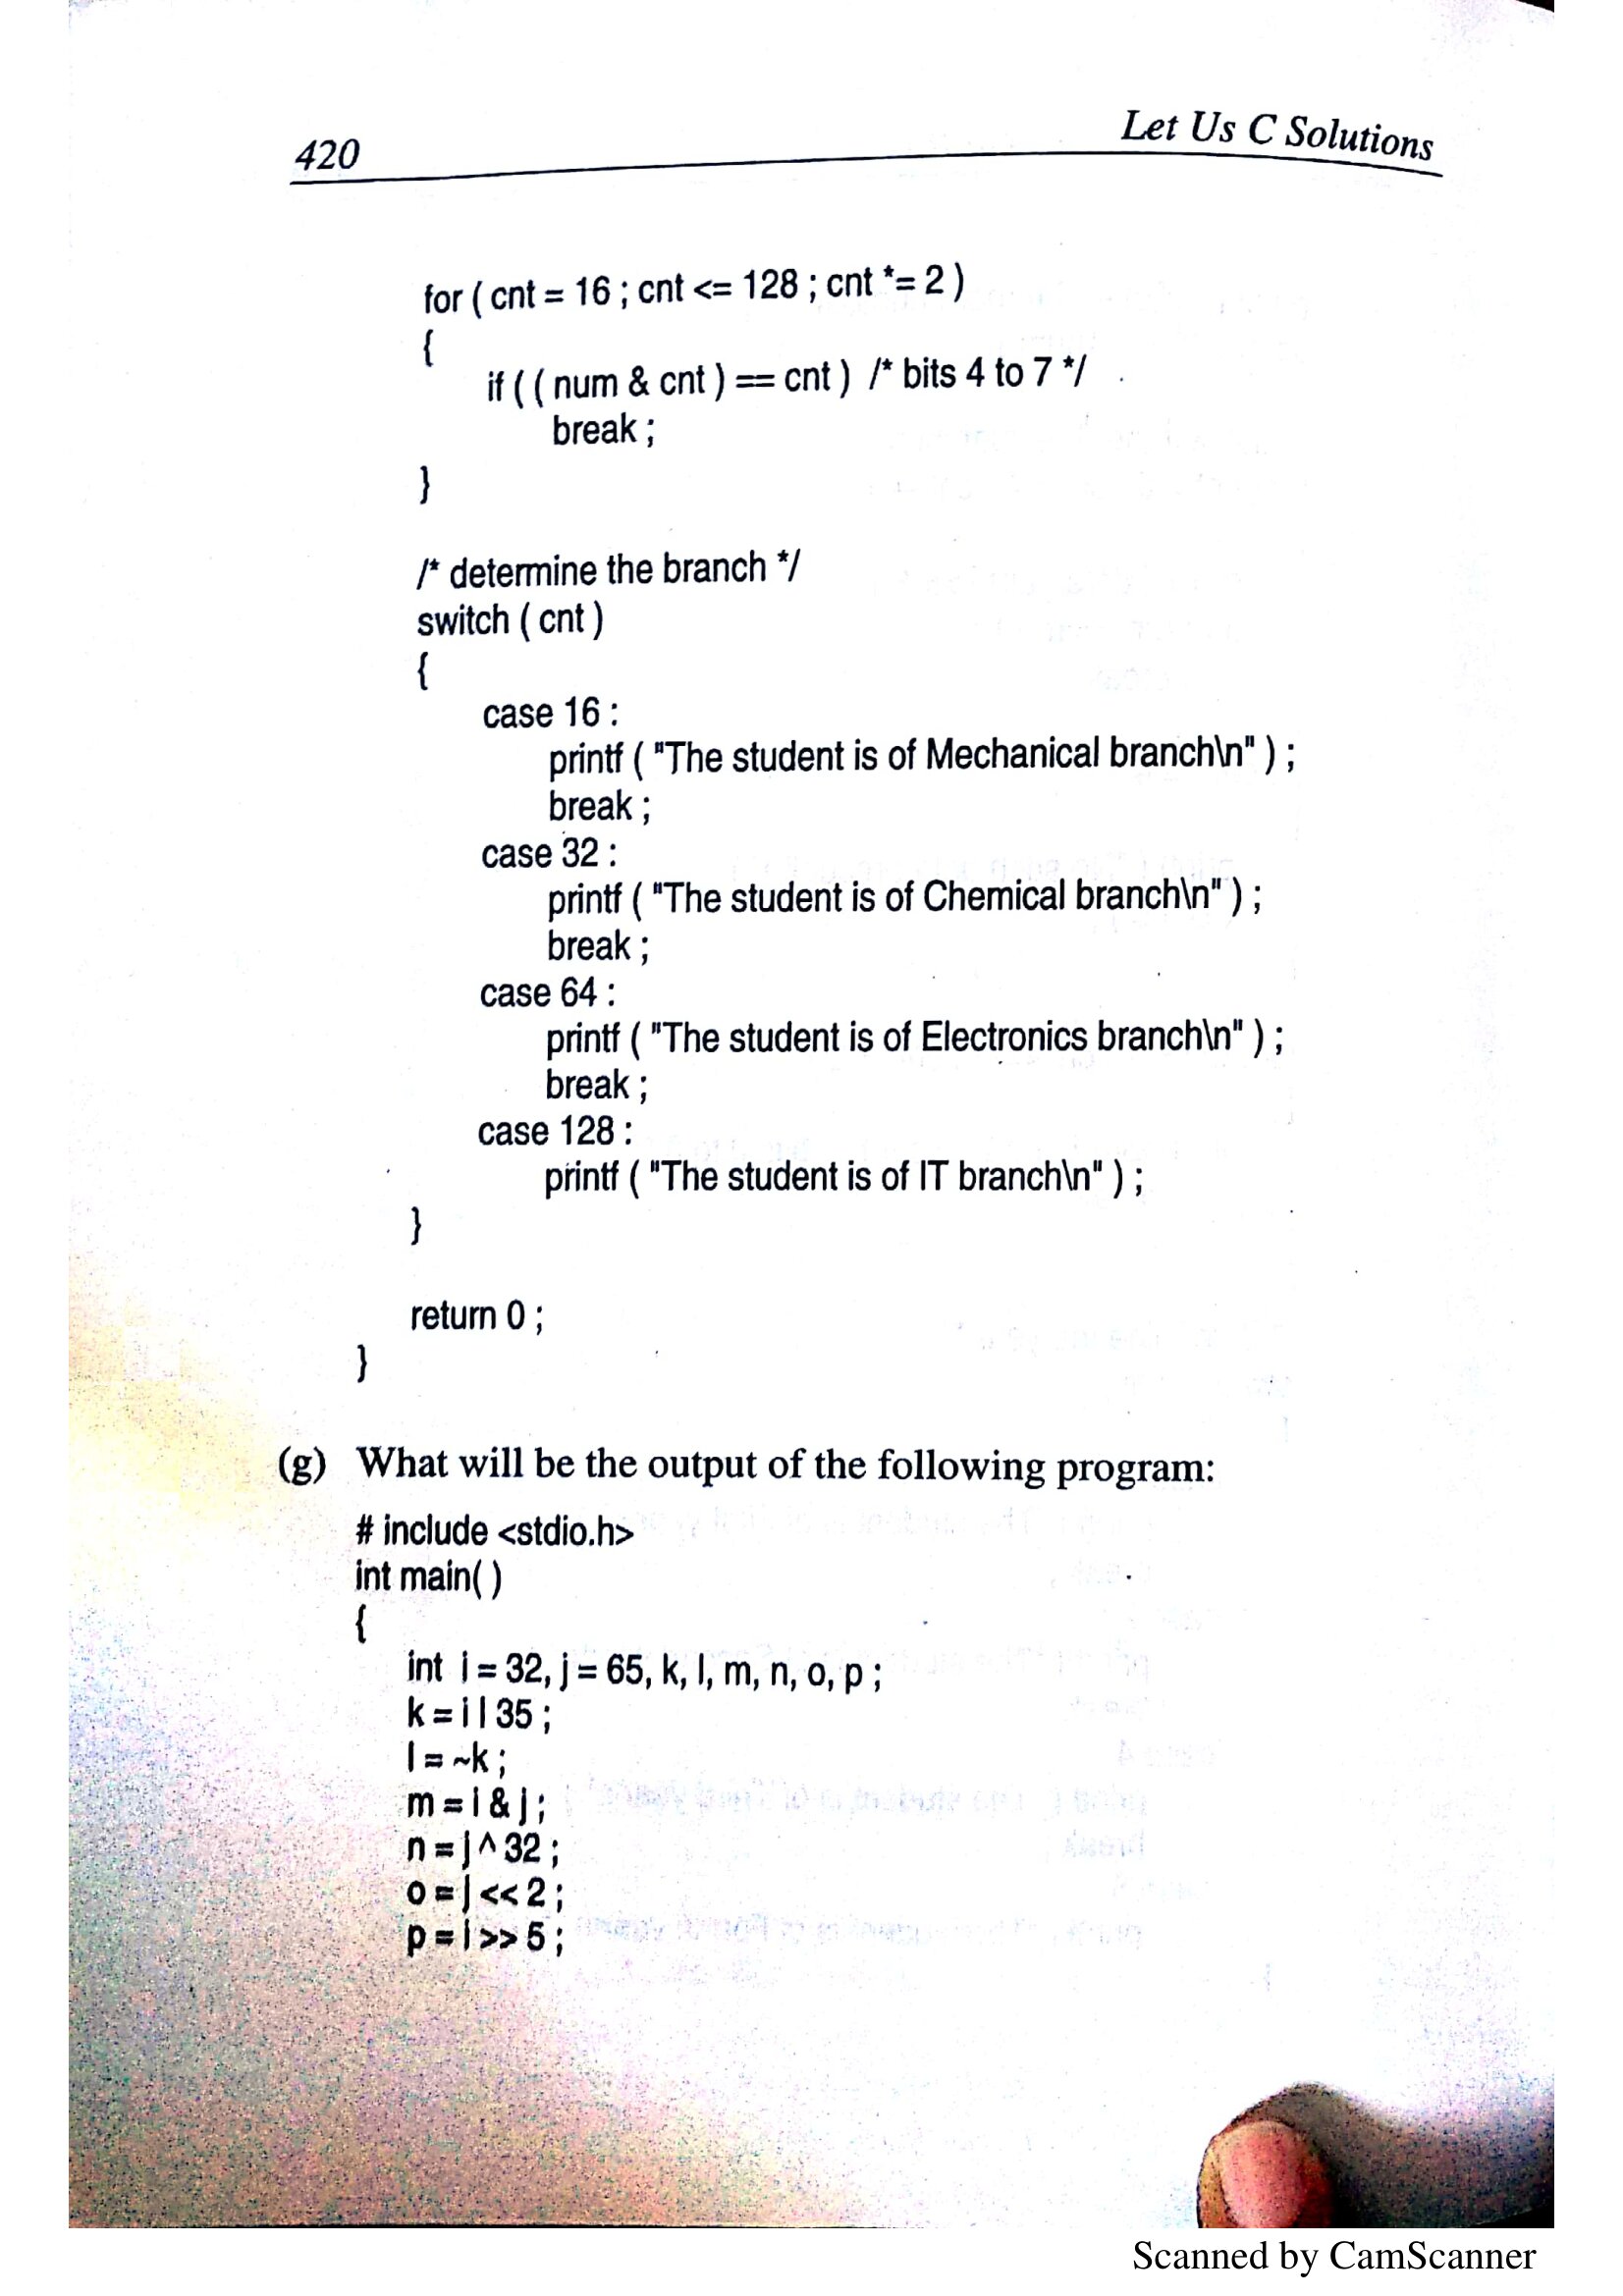 420
Let Us C Solutions
for ( cnt = 16 ; cnt <= 128 ; cnt *= 2 )
{
if ( ( num & cnt ) == cnt ) /* bits 4 to 7 */
break ;
}
/* determine the branch */
switch ( cnt )
{
case 16 :
printf ( "The student is of Mechanical branch\n" ) ;
break ;
case 32 :
printf ( "The student is of Chemical branch\n" ) ;
break ;
case 64 :
printf ( "The student is of Electronics branch\n" ) ;
break ;
case 128 :
printf ( "The student is of IT branch\n" ) ;
}
return 0 ;
}
(g) What will be the output of the following program:
# include <stdio.h>
int main( )
{
int i = 32, j = 65, k, l, m, n, o, p ;
k = i | 35 ;
l = ~k ;
m = i & j ;
n = j ^ 32 ;
o = j << 2 ;
p = i >> 5 ;
Scanned by CamScanner